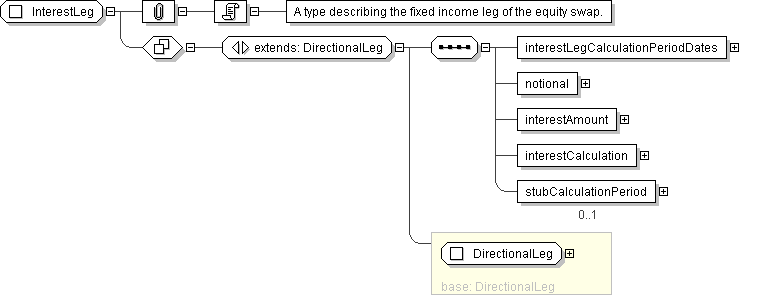 InterestLeg
A type describing the fixed income leg of the equity swap.
extends: DirectionalLeg
interestLegCalculationPeriodDates
notional
interestAmount
interestCalculation
stubCalculationPeriod
0..1
DirectionalLeg
base: DirectionalLeg